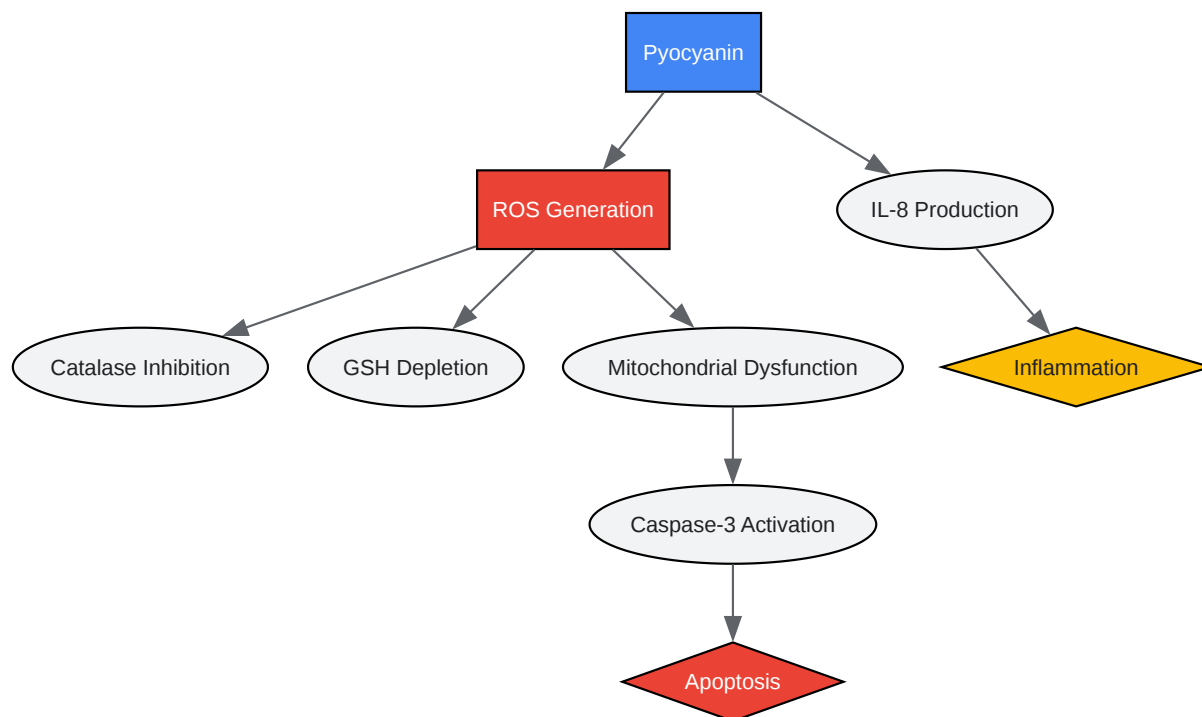 Pyocyanin
ROS Generation
IL-8 Production
Catalase Inhibition
GSH Depletion
Mitochondrial Dysfunction
Inflammation
Caspase-3 Activation
Apoptosis